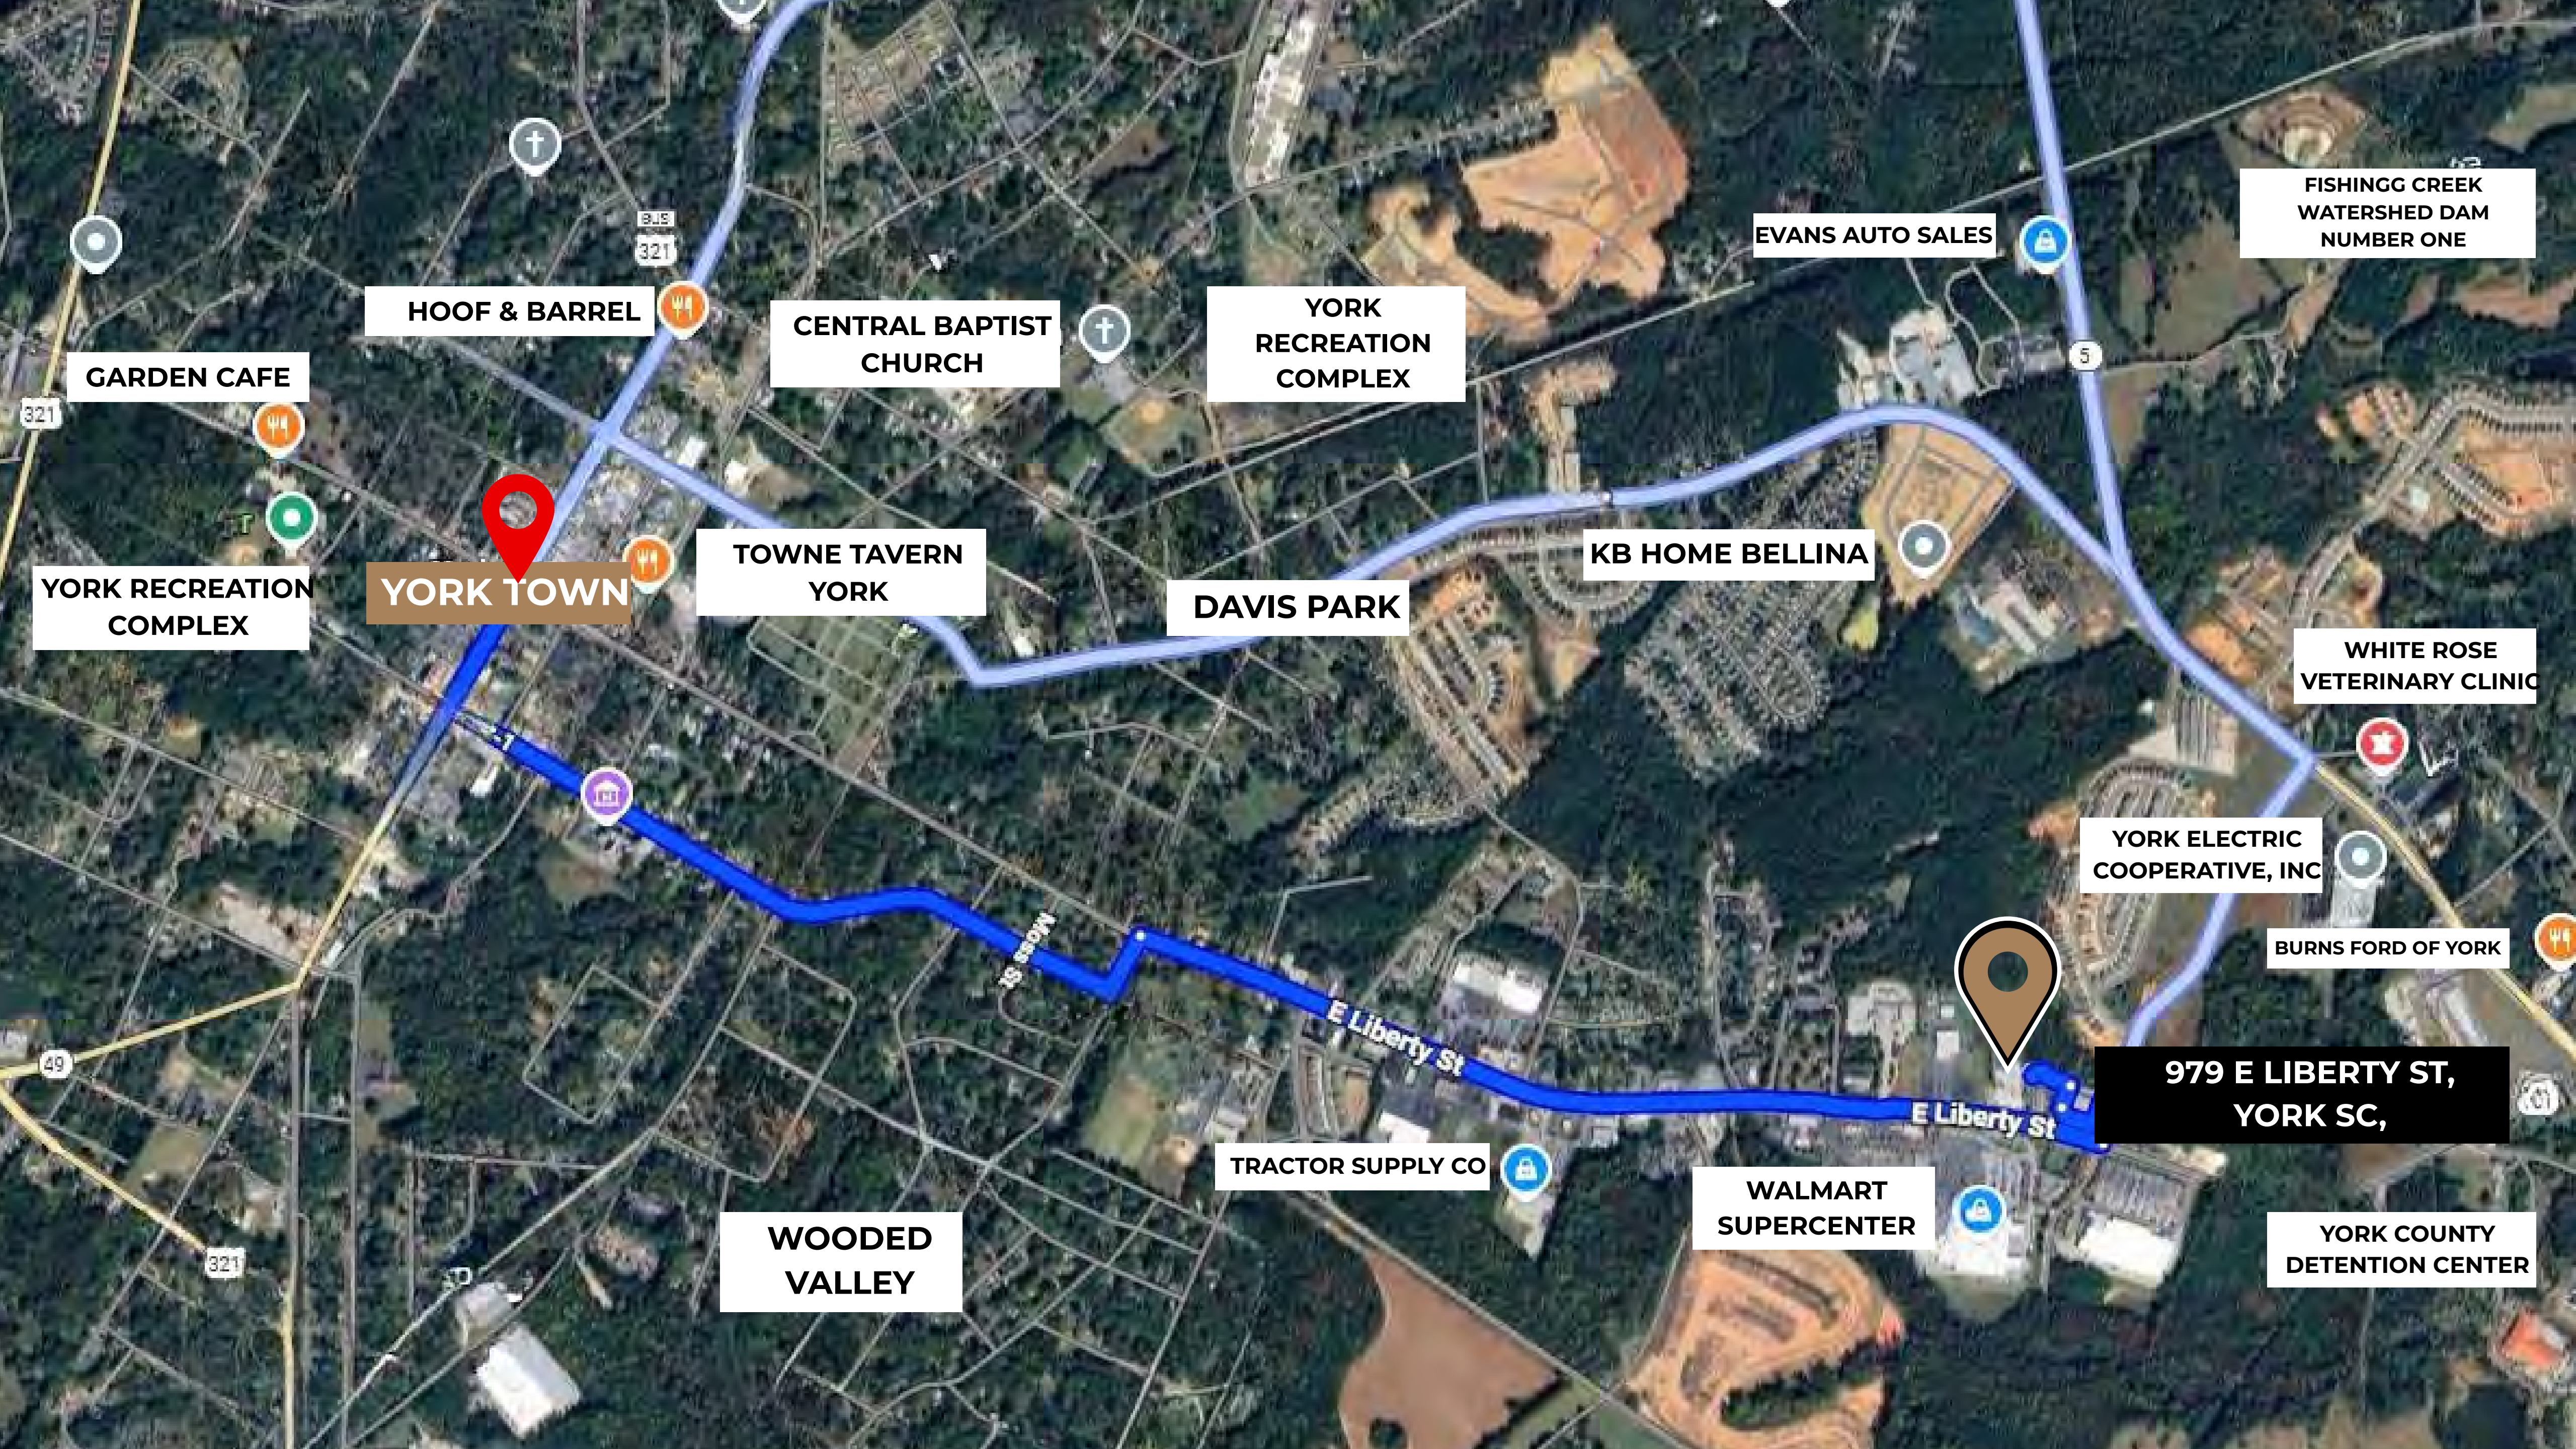 FISHINGG CREEK
WATERSHED DAM
NUMBER ONE
EVANS AUTO SALES
321
HOOF & BARREL
CENTRAL BAPTIST
CHURCH
YORK
RECREATION
COMPLEX
5
GARDEN CAFE
321
TOWNE TAVERN
YORK
KB HOME BELLINA
YORK RECREATION
COMPLEX
YORK TOWN
DAVIS PARK
WHITE ROSE
VETERINARY CLINIC
YORK ELECTRIC
COOPERATIVE, INC
Moss St
BURNS FORD OF YORK
E Liberty St
49
979 E LIBERTY ST,
YORK SC,
E Liberty St
TRACTOR SUPPLY CO
WALMART
SUPERCENTER
WOODED
VALLEY
YORK COUNTY
DETENTION CENTER
321